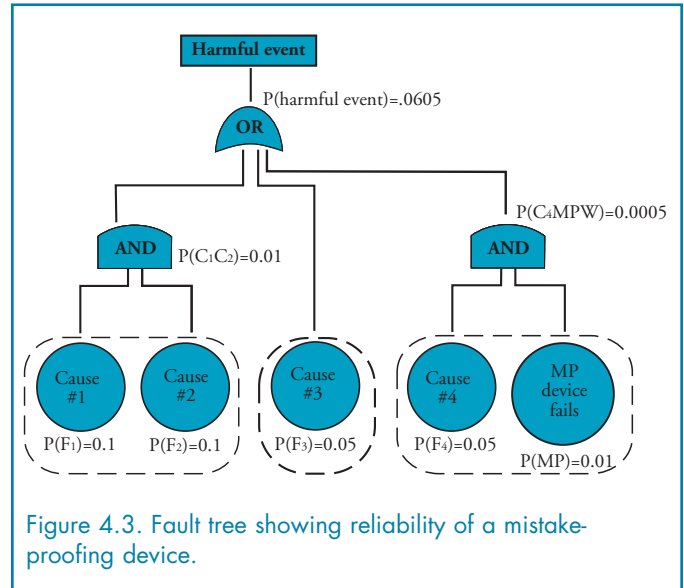 Harmful event
P(harmful event)=.0605
OR
P(C₄MPW)=0.0005
AND
P(C₁C₂)=0.01
AND
Cause
#1
Cause
#2
Cause
#3
Cause
#4
MP
device
fails
P(F₁)=0.1
P(F₂)=0.1
P(F₃)=0.05
P(F₄)=0.05
P(MP)=0.01
Figure 4.3. Fault tree showing reliability of a mistake-
proofing device.